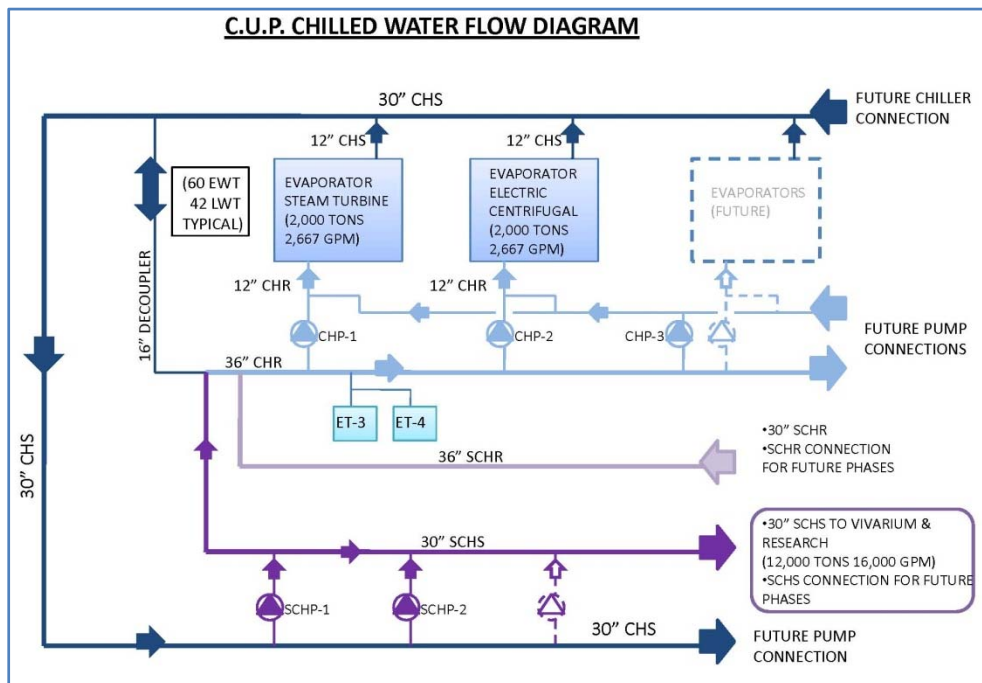 C.U.P. CHILLED WATER FLOW DIAGRAM
30” CHS
FUTURE CHILLER
CONNECTION
12” CHS
12” CHS
(60 EWT
42 LWT
TYPICAL)
EVAPORATOR
STEAM TURBINE
(2,000 TONS
2,667 GPM)
EVAPORATOR
ELECTRIC
CENTRIFUGAL
(2,000 TONS
2,667 GPM)
EVAPORATORS
(FUTURE)
16” DECOUPLER
12” CHR
12” CHR
CHP-1
CHP-2
CHP-3
FUTURE PUMP
CONNECTIONS
36” CHR
ET-3
ET-4
36” SCHR
•30” SCHR
•SCHR CONNECTION
FOR FUTURE PHASES
30” CHS
30” SCHS
•30” SCHS TO VIVARIUM &
RESEARCH
(12,000 TONS 16,000 GPM)
•SCHS CONNECTION FOR FUTURE
PHASES
SCHP-1
SCHP-2
30” CHS
FUTURE PUMP
CONNECTION